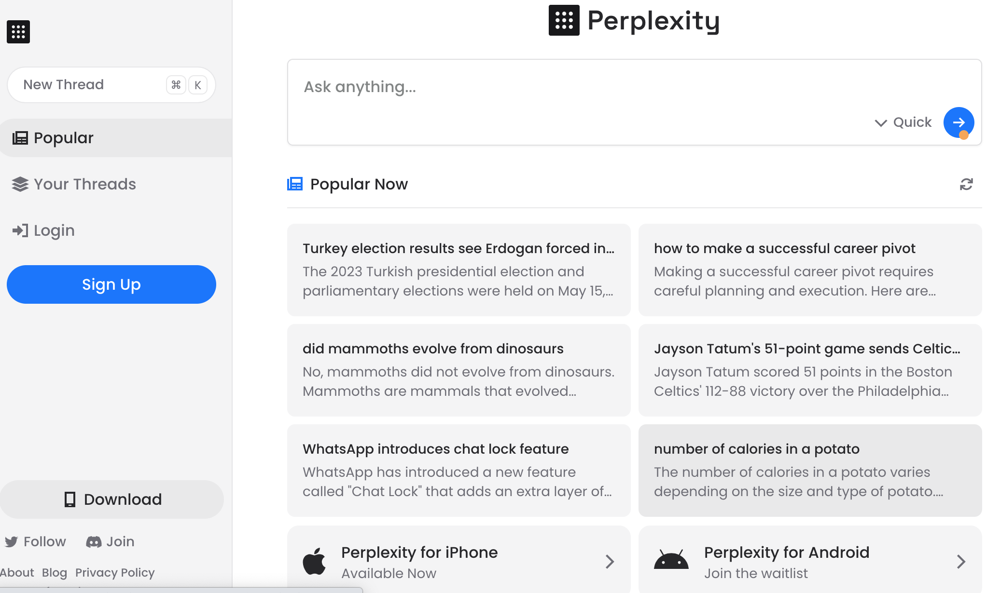 New Thread
⌘ K
Popular
Your Threads
Login
Sign Up
Download
Follow Join
About Blog Privacy Policy
Perplexity
Ask anything...
Quick
Popular Now
Turkey election results see Erdogan forced in...
The 2023 Turkish presidential election and
parliamentary elections were held on May 15,...
how to make a successful career pivot
Making a successful career pivot requires
careful planning and execution. Here are...
did mammoths evolve from dinosaurs
No, mammoths did not evolve from dinosaurs.
Mammoths are mammals that evolved...
Jayson Tatum's 51-point game sends Celtic...
Jayson Tatum scored 51 points in the Boston
Celtics' 112-88 victory over the Philadelphia...
WhatsApp introduces chat lock feature
WhatsApp has introduced a new feature
called "Chat Lock" that adds an extra layer of...
number of calories in a potato
The number of calories in a potato varies
depending on the size and type of potato....
Perplexity for iPhone
Available Now
Perplexity for Android
Join the waitlist